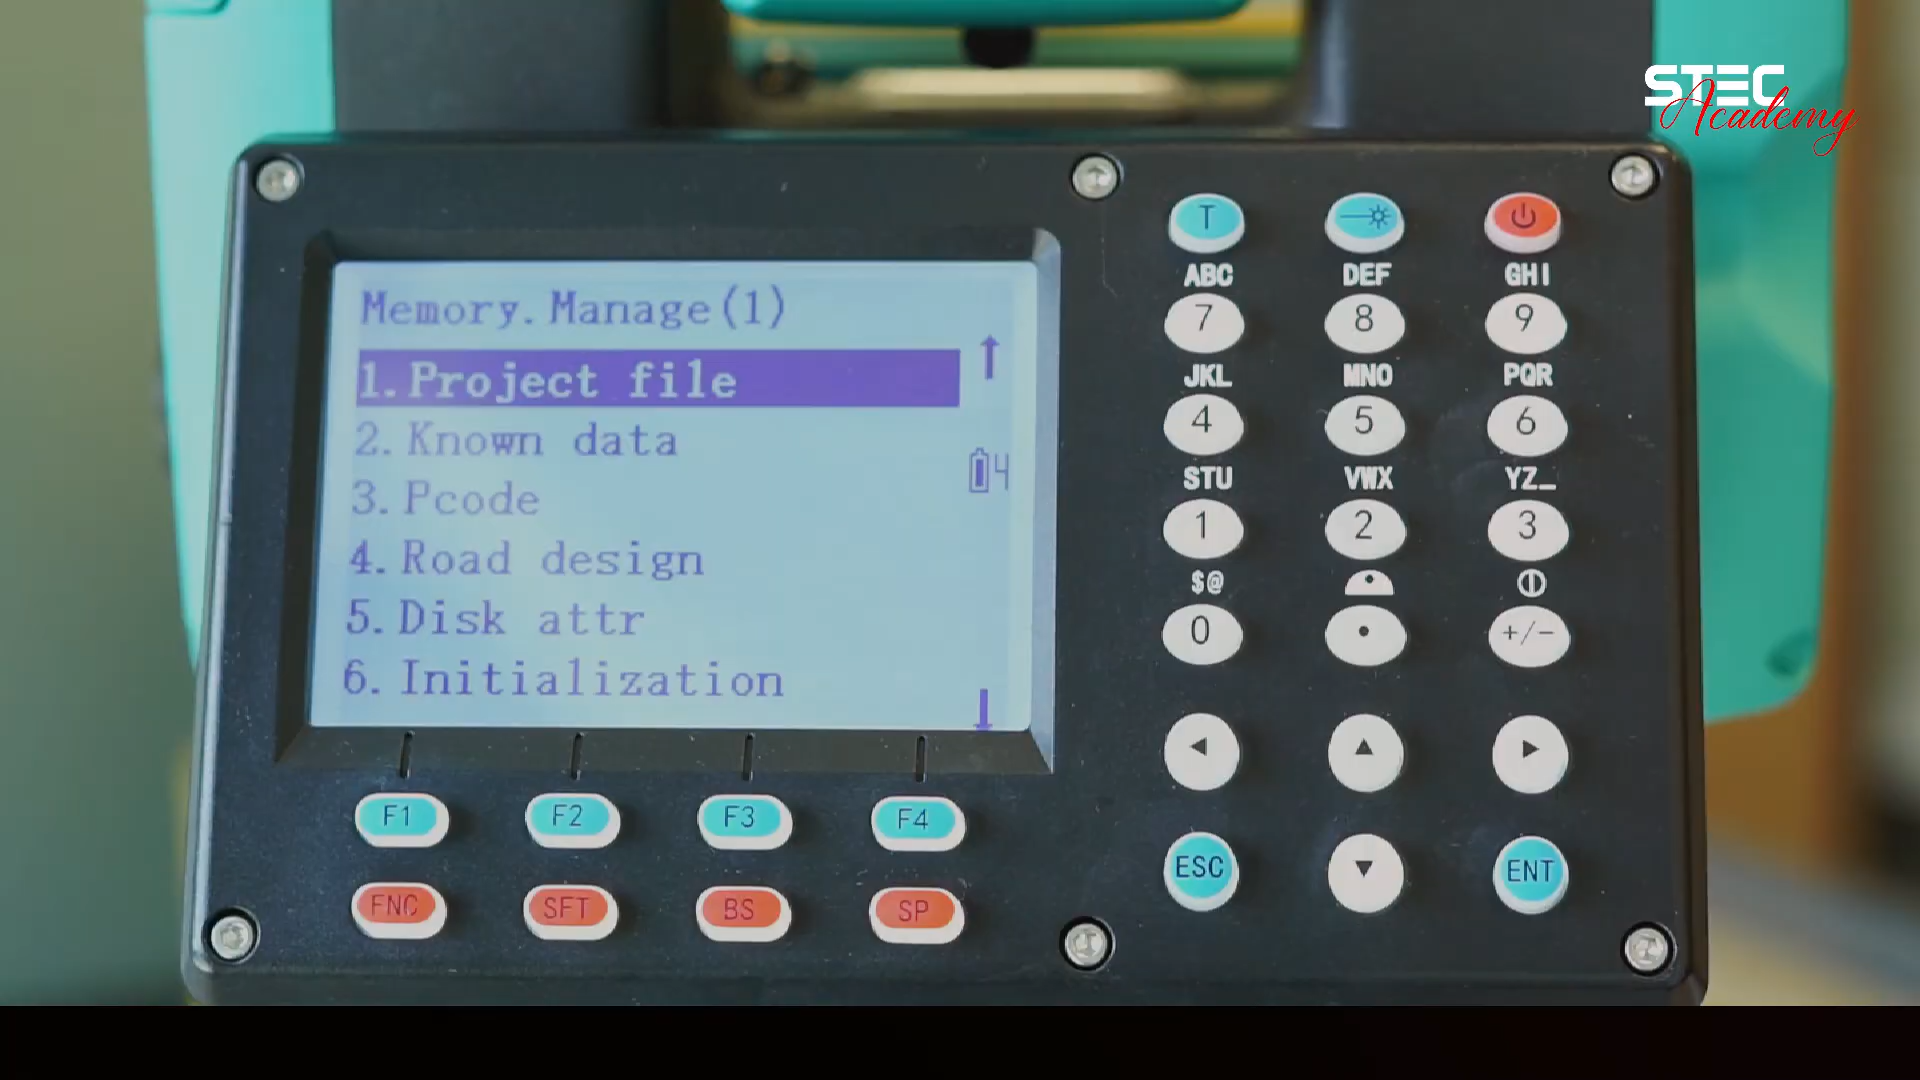 STEC
Academy
Memory.Manage(1)
1.Project file
2.Known data
3.Pcode
4.Road design
5.Disk attr
6.Initialization
4
T
ABC DEF GHI
7 8 9
JKL MNO PQR
4 5 6
STU VWX YZ_
1 2 3
$@
0 • +/-
◀ ▲ ▶
ESC ▼ ENT
F1 F2 F3 F4
FNC SFT BS SP